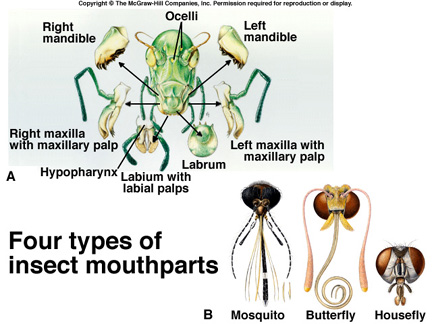 Copyright © The McGraw-Hill Companies, Inc. Permission required for reproduction or display.
Ocelli
Right
mandible
Left
mandible
Right maxilla
with maxillary palp
Left maxilla with
maxillary palp
Labrum
Hypopharynx
Labium with
labial palps
A
Four types of
insect mouthparts
B
Mosquito
Butterfly
Housefly